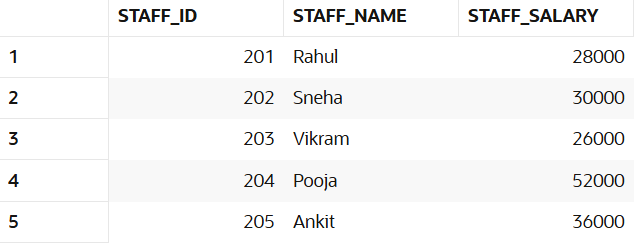 STAFF_ID STAFF_NAME STAFF_SALARY
1 201 Rahul 28000
2 202 Sneha 30000
3 203 Vikram 26000
4 204 Pooja 52000
5 205 Ankit 36000